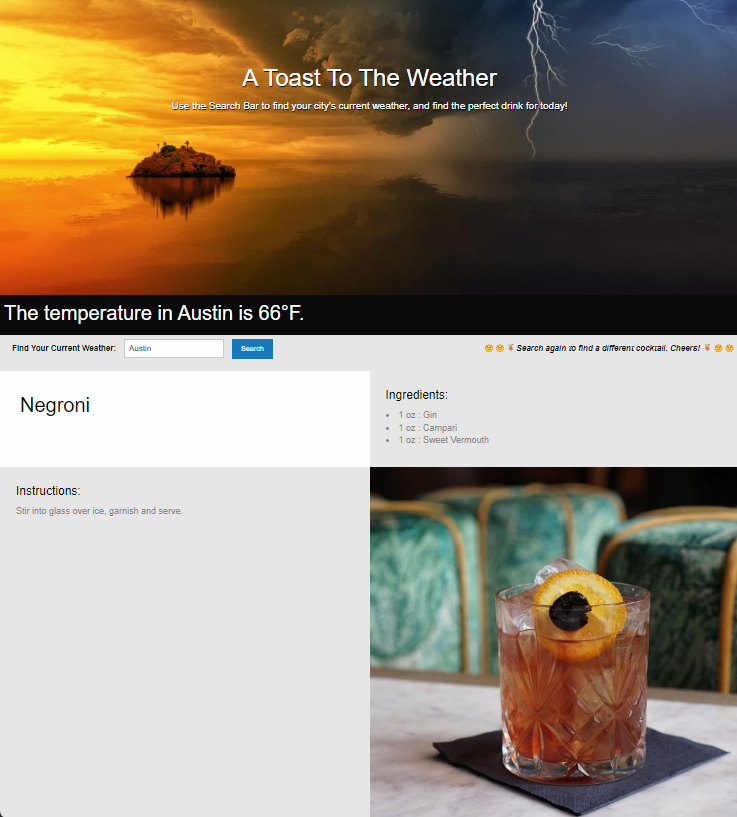 A Toast To The Weather
Use the Search Bar to find your city's current weather, and find the perfect drink for today!
The temperature in Austin is 66°F.
Find Your Current Weather: Austin Search
Search again to find a different cocktail. Cheers!
Negroni
Ingredients:
1 oz : Gin
1 oz : Campari
1 oz : Sweet Vermouth
Instructions:
Stir into glass over ice, garnish and serve.